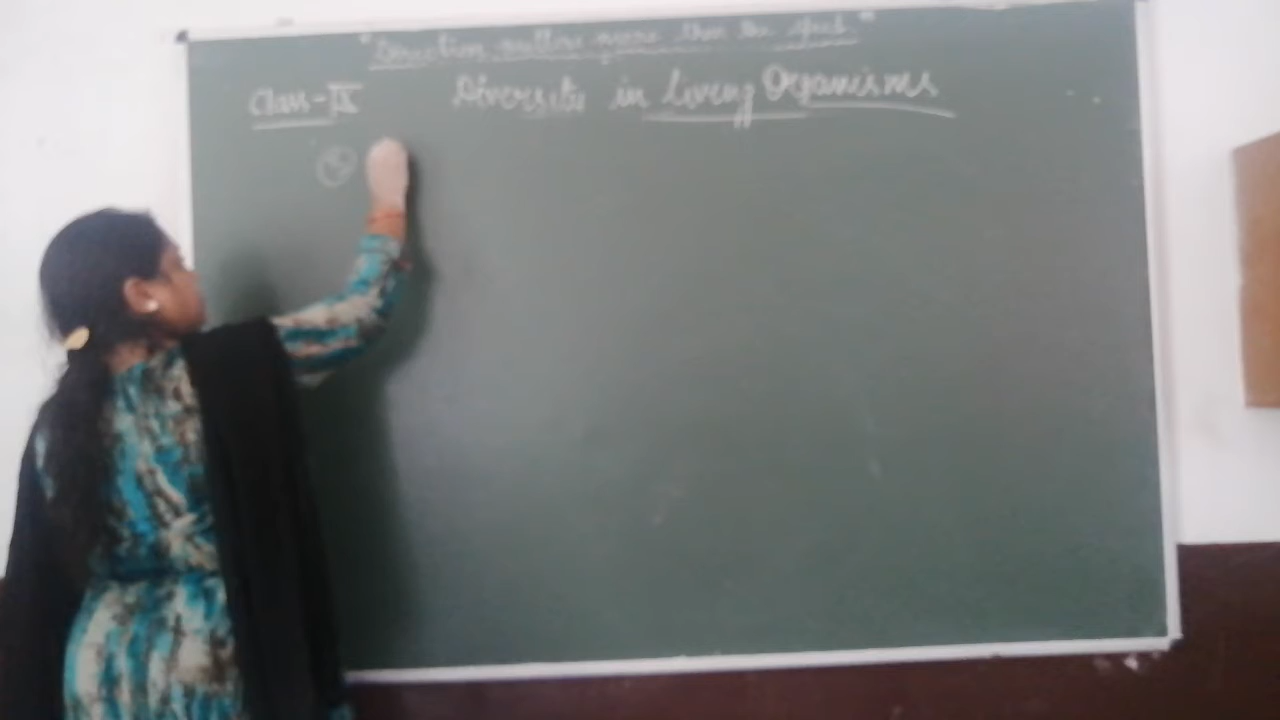 "Direction matters more than the speed."
Class-IX Diversity in Living Organisms